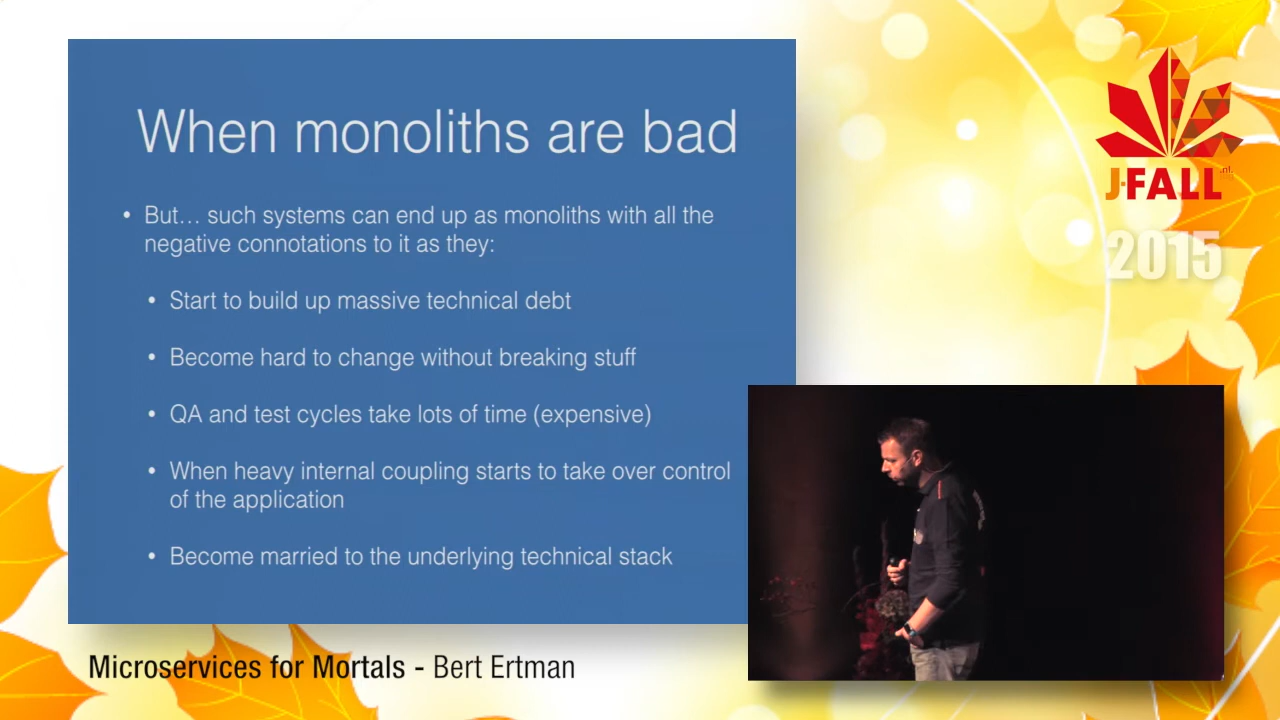 When monoliths are bad
• But… such systems can end up as monoliths with all the
negative connotations to it as they:
• Start to build up massive technical debt
• Become hard to change without breaking stuff
• QA and test cycles take lots of time (expensive)
• When heavy internal coupling starts to take over control
of the application
• Become married to the underlying technical stack
J-FALL
2015
Microservices for Mortals - Bert Ertman